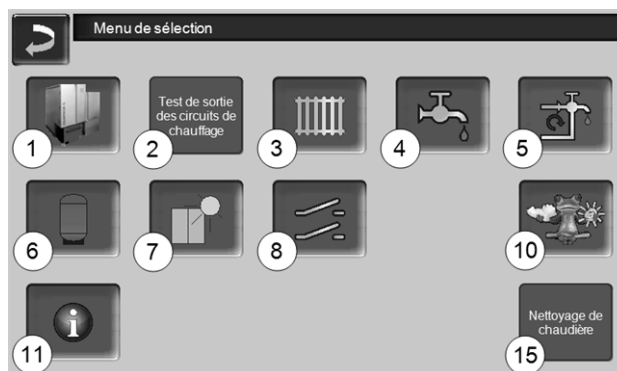 Menu de sélection
1
Test de sortie
des circuits de
chauffage
2
3
4
5
6
7
8
10
11
Nettoyage de
chaudière
15